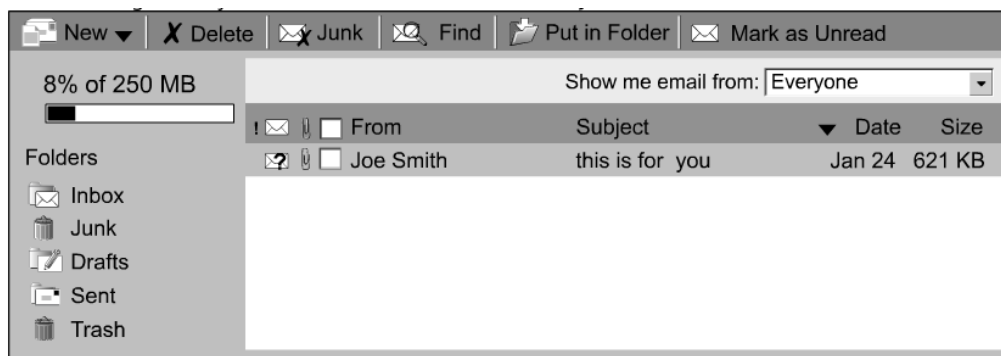 New Delete Junk Find Put in Folder Mark as Unread
8% of 250 MB
Show me email from: Everyone
! From Subject Date Size
Folders
Joe Smith this is for you Jan 24 621 KB
Inbox
Junk
Drafts
Sent
Trash